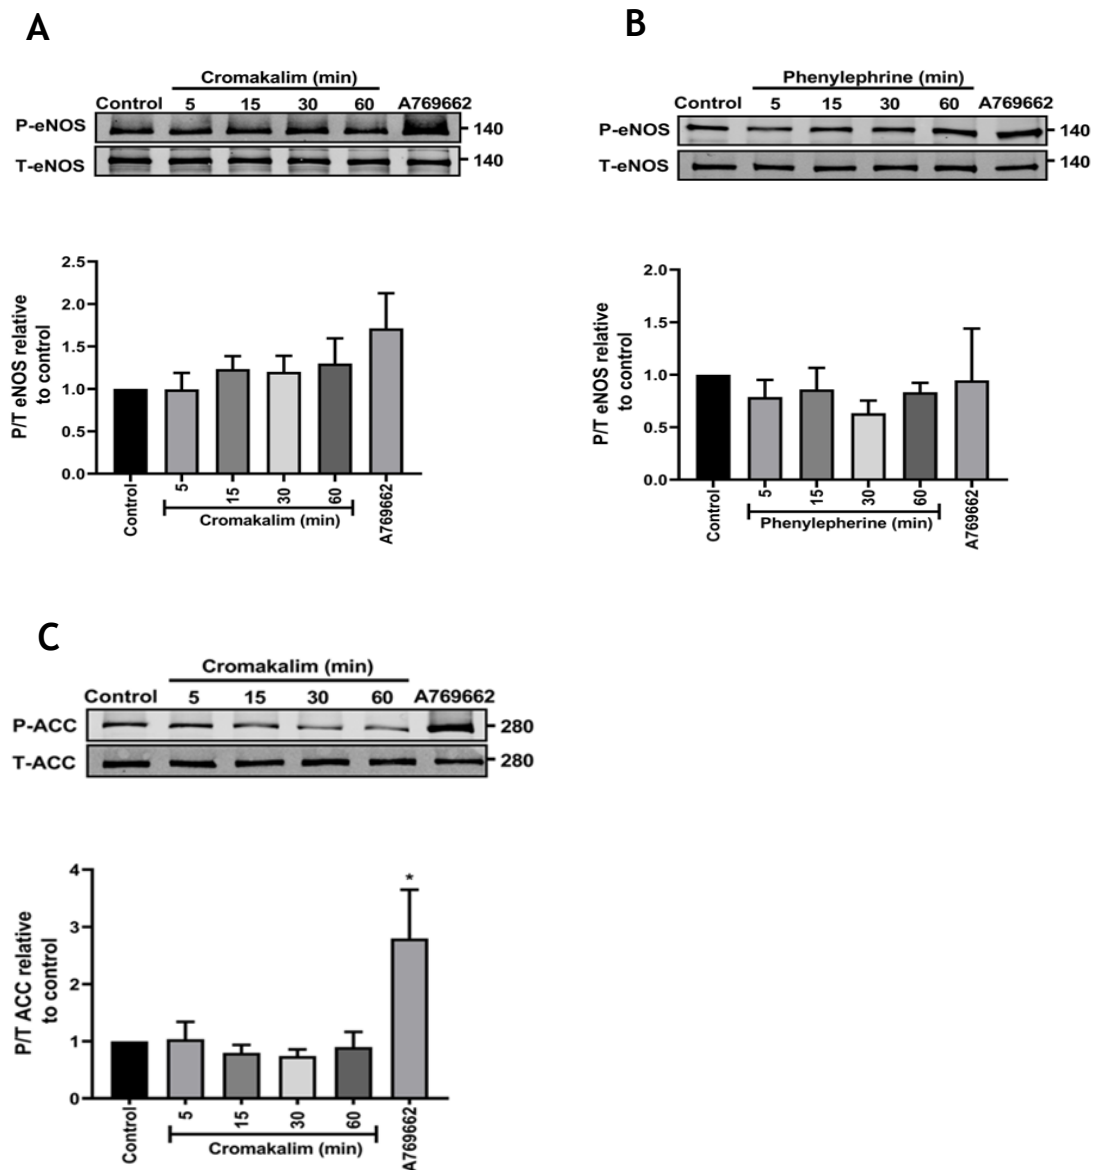 A
Cromakalim (min)
Control 5 15 30 60 A769662
P-eNOS 140
T-eNOS 140
2.5
2.0
1.5
1.0
0.5
0.0
P/T eNOS relative
to control
Control 5 15 30 60 A769662
Cromakalim (min)
B
Phenylephrine (min)
Control 5 15 30 60 A769662
P-eNOS 140
T-eNOS 140
2.0
1.5
1.0
0.5
0.0
P/T eNOS relative
to control
Control 5 15 30 60 A769662
Phenylepherine (min)
C
Cromakalim (min)
Control 5 15 30 60 A769662
P-ACC 280
T-ACC 280
4
3
2
1
0
P/T ACC relative
to control
*
Control 5 15 30 60 A769662
Cromakalim (min)